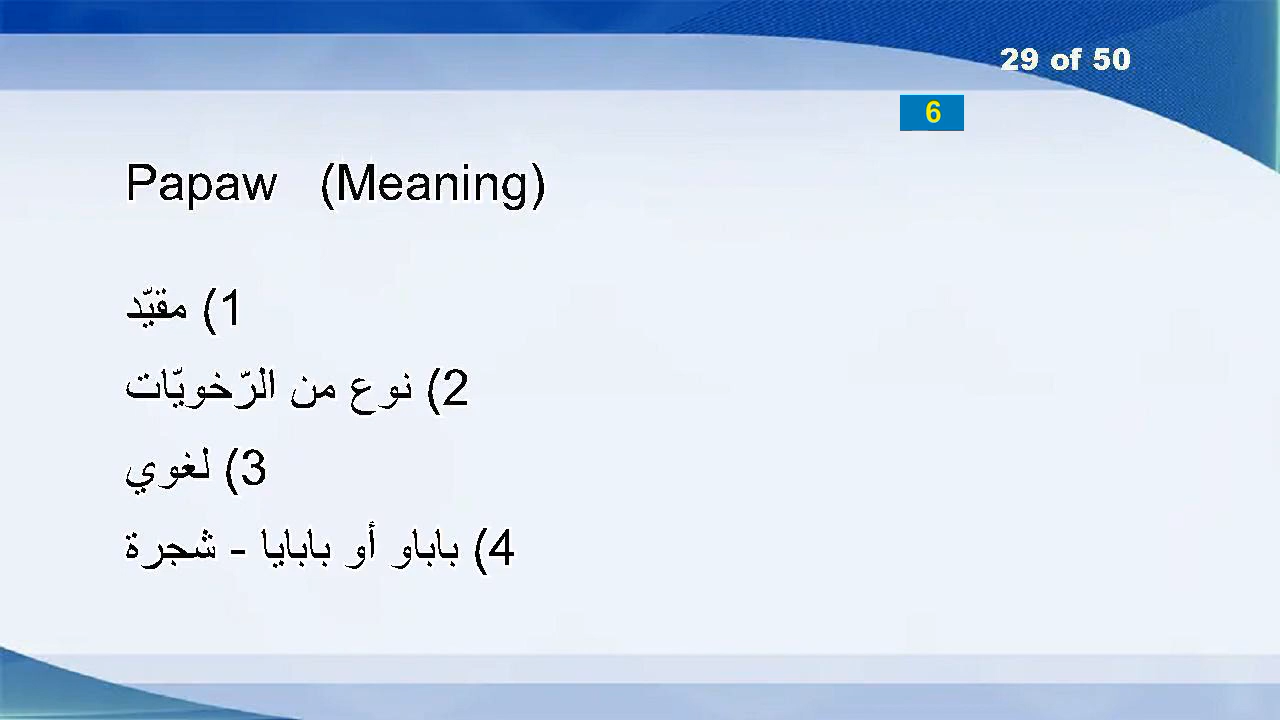 29 of 50
6
Papaw (Meaning)
1) مقيّد
2) نوع من الرّخويّات
3) لغوي
4) باباو أو بابايا - شجرة